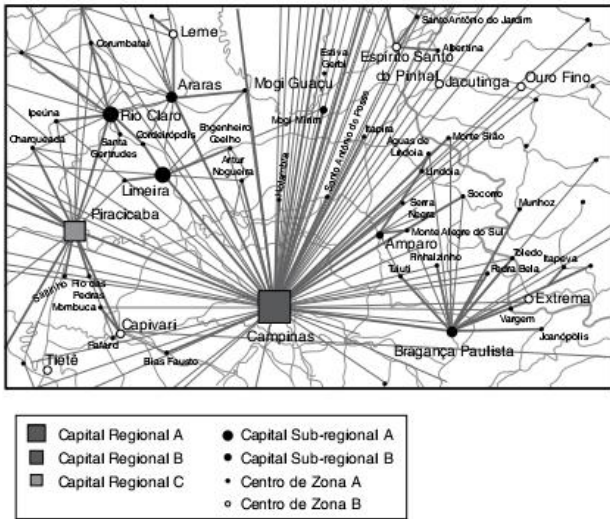 Santo Antônio do Jardim
Leme
Corumbataí
Estiva
Gerbi
Espírito Santo
do Pinhal
Albertina
Araras
Mogi Guaçu
Jacutinga
Ouro Fino
Ipeúna
Rio Claro
Mogi-Mirim
Santo Antônio de Posse
Charqueada
Santa
Gertrudes
Cordeirópolis
Engenheiro
Coelho
Itapira
Águas de
Lindóia
Monte Sião
Limeira
Artur
Nogueira
Holambra
Lindóia
Socorro
Piracicaba
Serra
Negra
Munhoz
Amparo
Monte Alegre do Sul
Pinhalzinho
Toledo
Itapeva
Tuiuti
Pedra Bela
Saltinho
Rio das
Pedras
Mombuca
Extrema
Vargem
Capivari
Campinas
Rafard
Bragança Paulista
Joanópolis
Tietê
Elias Fausto
Capital Regional A
Capital Regional B
Capital Regional C
Capital Sub-regional A
Capital Sub-regional B
Centro de Zona A
Centro de Zona B